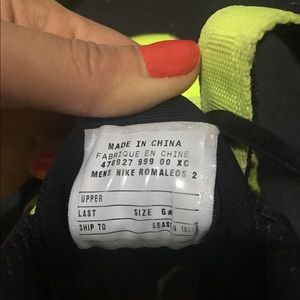 MADE IN CHINA
FABRIQUE EN CHINE
476927 999 00 XC
MENS NIKE ROMALEOS 2
UPPER
LAST SIZE 6
SHIP TO